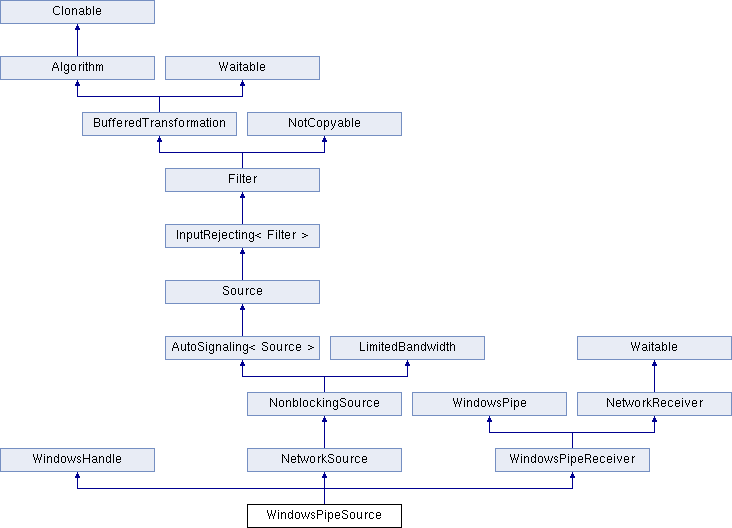 Clonable
Algorithm
Waitable
BufferedTransformation
NotCopyable
Filter
InputRejecting< Filter >
Source
AutoSignaling< Source >
LimitedBandwidth
Waitable
NonblockingSource
WindowsPipe
NetworkReceiver
WindowsHandle
NetworkSource
WindowsPipeReceiver
WindowsPipeSource